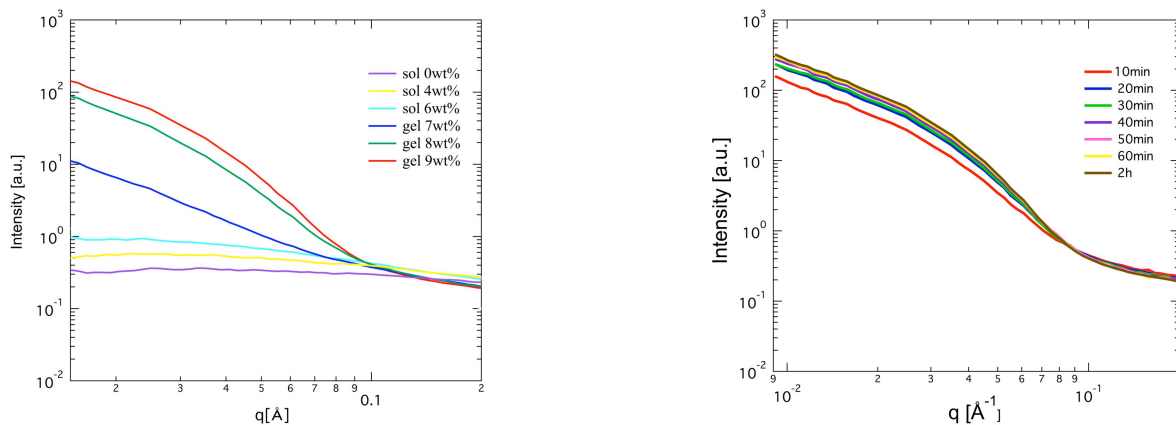 10³
10²
10¹
10⁰
10⁻¹
10⁻²
Intensity [a.u.]
sol 0wt%
sol 4wt%
sol 6wt%
gel 7wt%
gel 8wt%
gel 9wt%
2 3 4 5 6 7 8 9 0.1 2
q[Å]
10³
10²
10¹
10⁰
10⁻¹
10⁻²
Intensity [a.u.]
10min
20min
30min
40min
50min
60min
2h
9 10⁻² 2 3 4 5 6 7 8 9 10⁻¹
q [Å⁻¹]